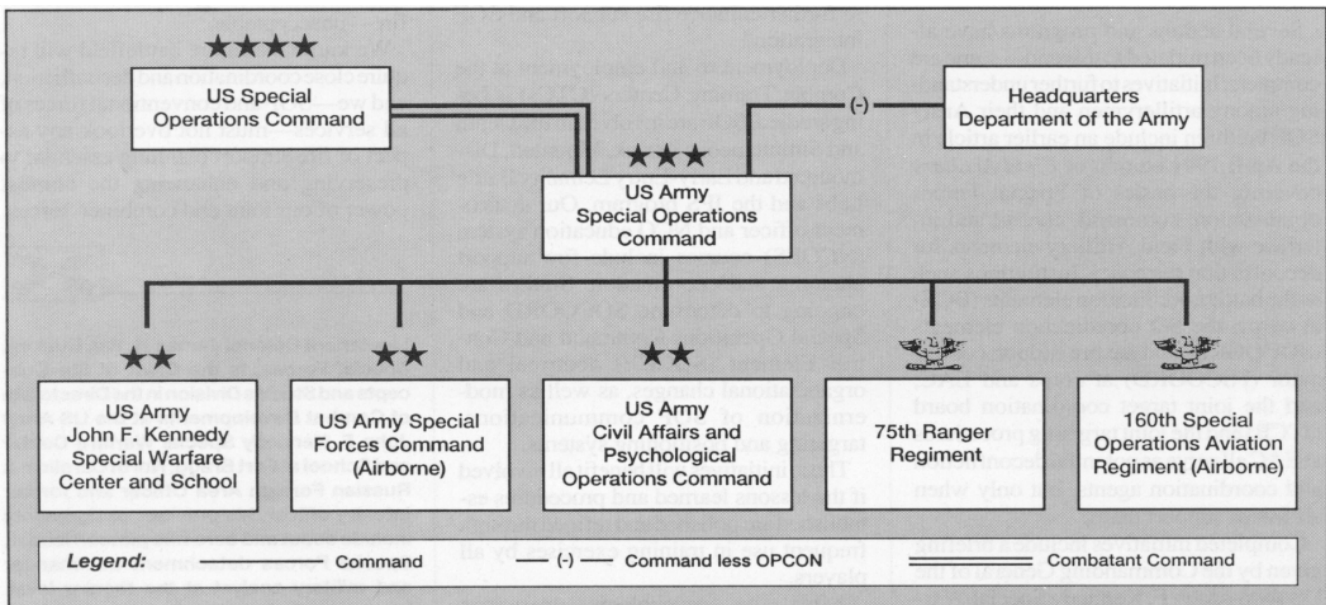 US Special
Operations Command
(-)
Headquarters
Department of the Army
US Army
Special Operations
Command
US Army
John F. Kennedy
Special Warfare
Center and School
US Army Special
Forces Command
(Airborne)
US Army
Civil Affairs and
Psychological
Operations Command
75th Ranger
Regiment
160th Special
Operations Aviation
Regiment (Airborne)
Legend: Command (-) Command less OPCON Combatant Command